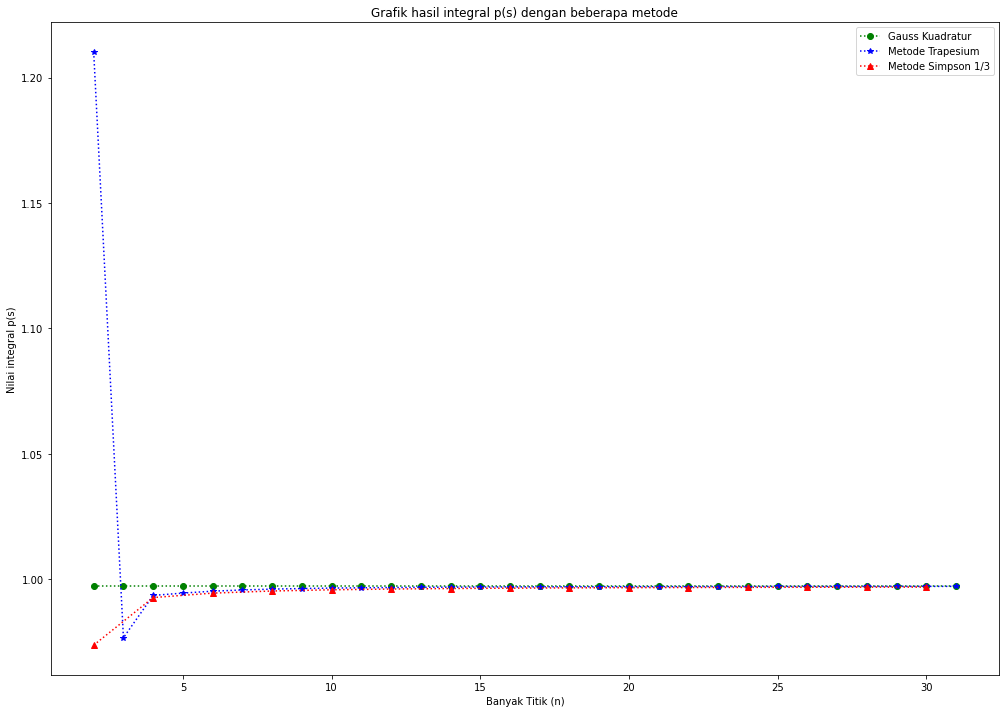 Grafik hasil integral p(s) dengan beberapa metode
Gauss Kuadratur
Metode Trapesium
Metode Simpson 1/3
1.20
1.15
1.10
1.05
1.00
Nilai integral p(s)
5
10
15
20
25
30
Banyak Titik (n)